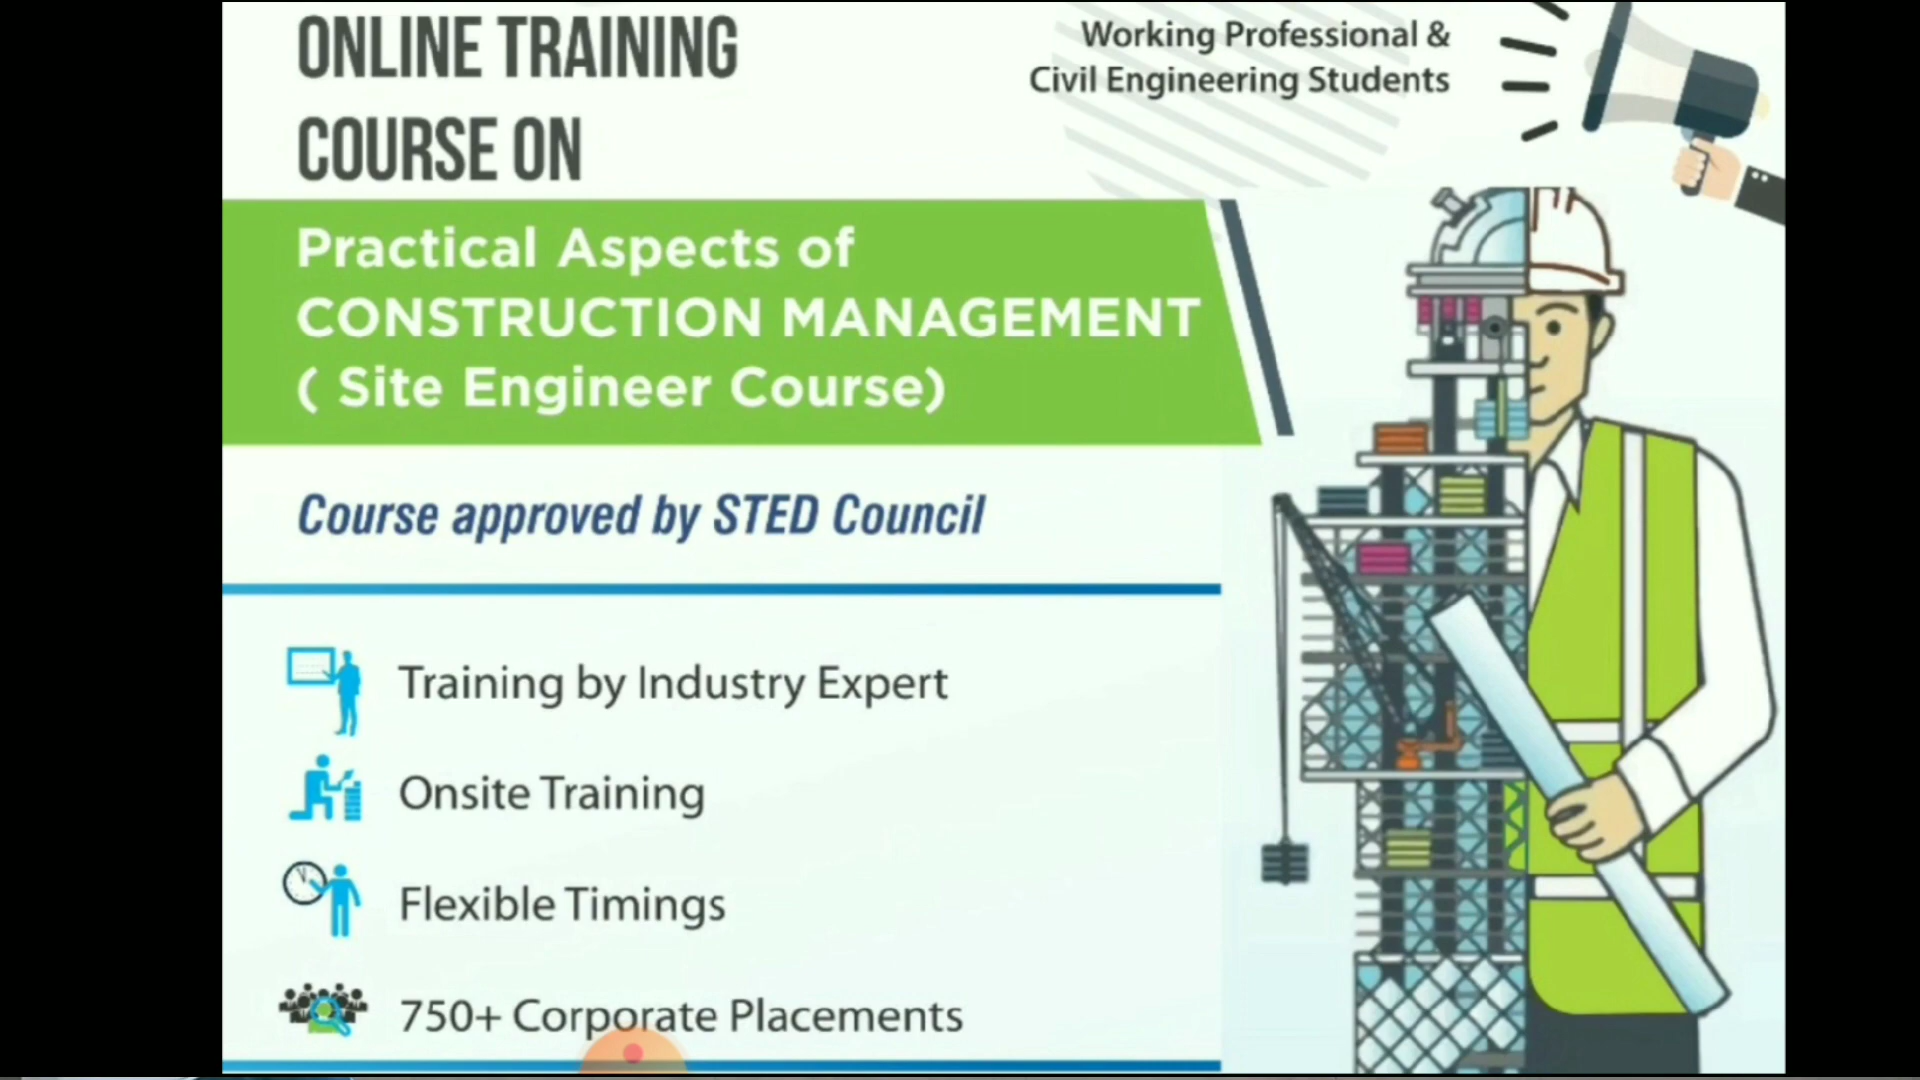 ONLINE TRAINING
COURSE ON
Working Professional &
Civil Engineering Students
Practical Aspects of
CONSTRUCTION MANAGEMENT
( Site Engineer Course)
Course approved by STED Council
Training by Industry Expert
Onsite Training
Flexible Timings
750+ Corporate Placements